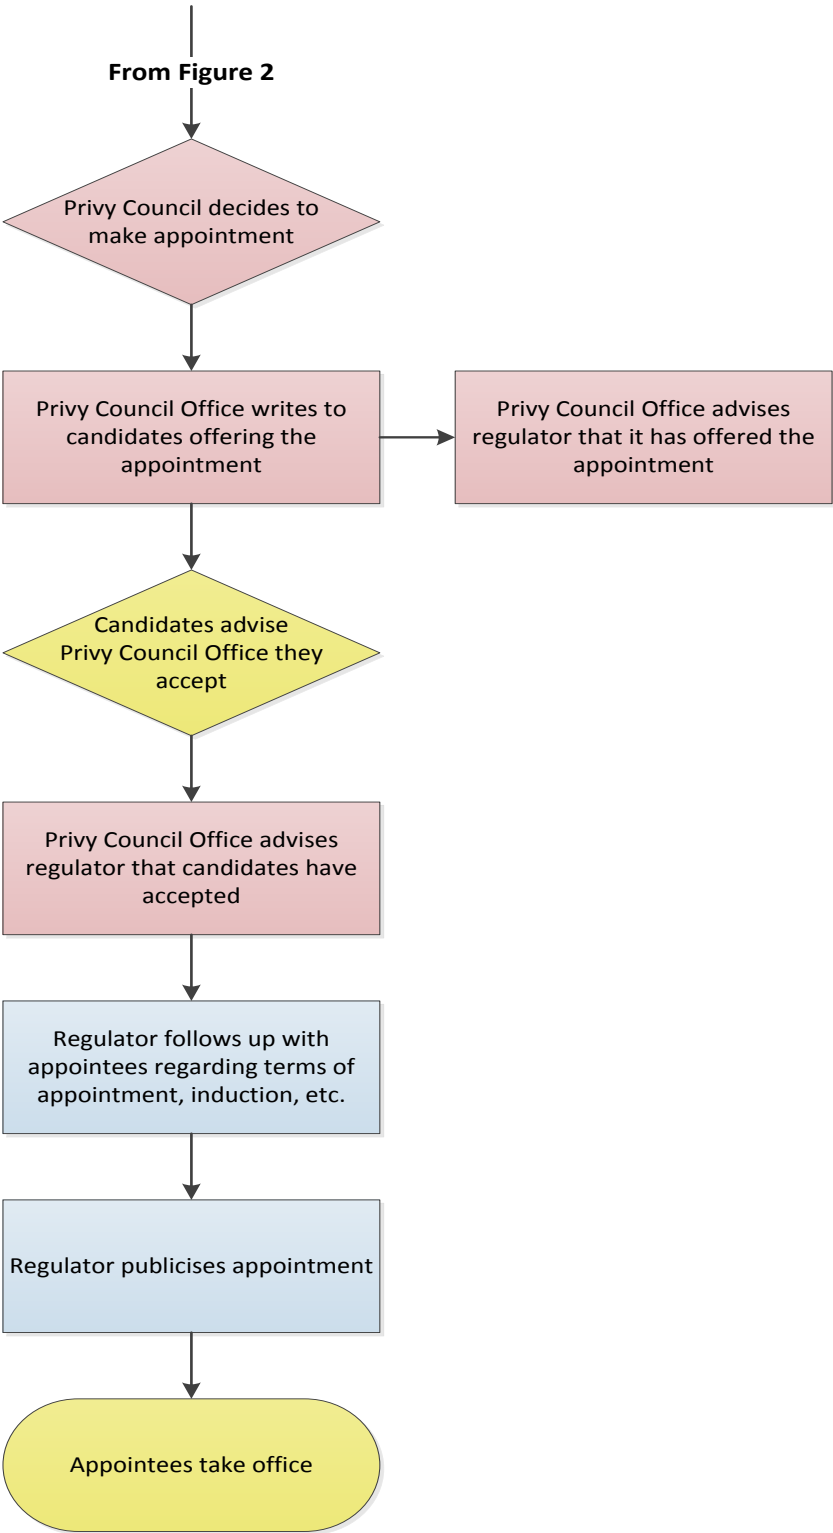 From Figure 2
Privy Council decides to
make appointment
Privy Council Office writes to
candidates offering the
appointment
Privy Council Office advises
regulator that it has offered the
appointment
Candidates advise
Privy Council Office they
accept
Privy Council Office advises
regulator that candidates have
accepted
Regulator follows up with
appointees regarding terms of
appointment, induction, etc.
Regulator publicises appointment
Appointees take office